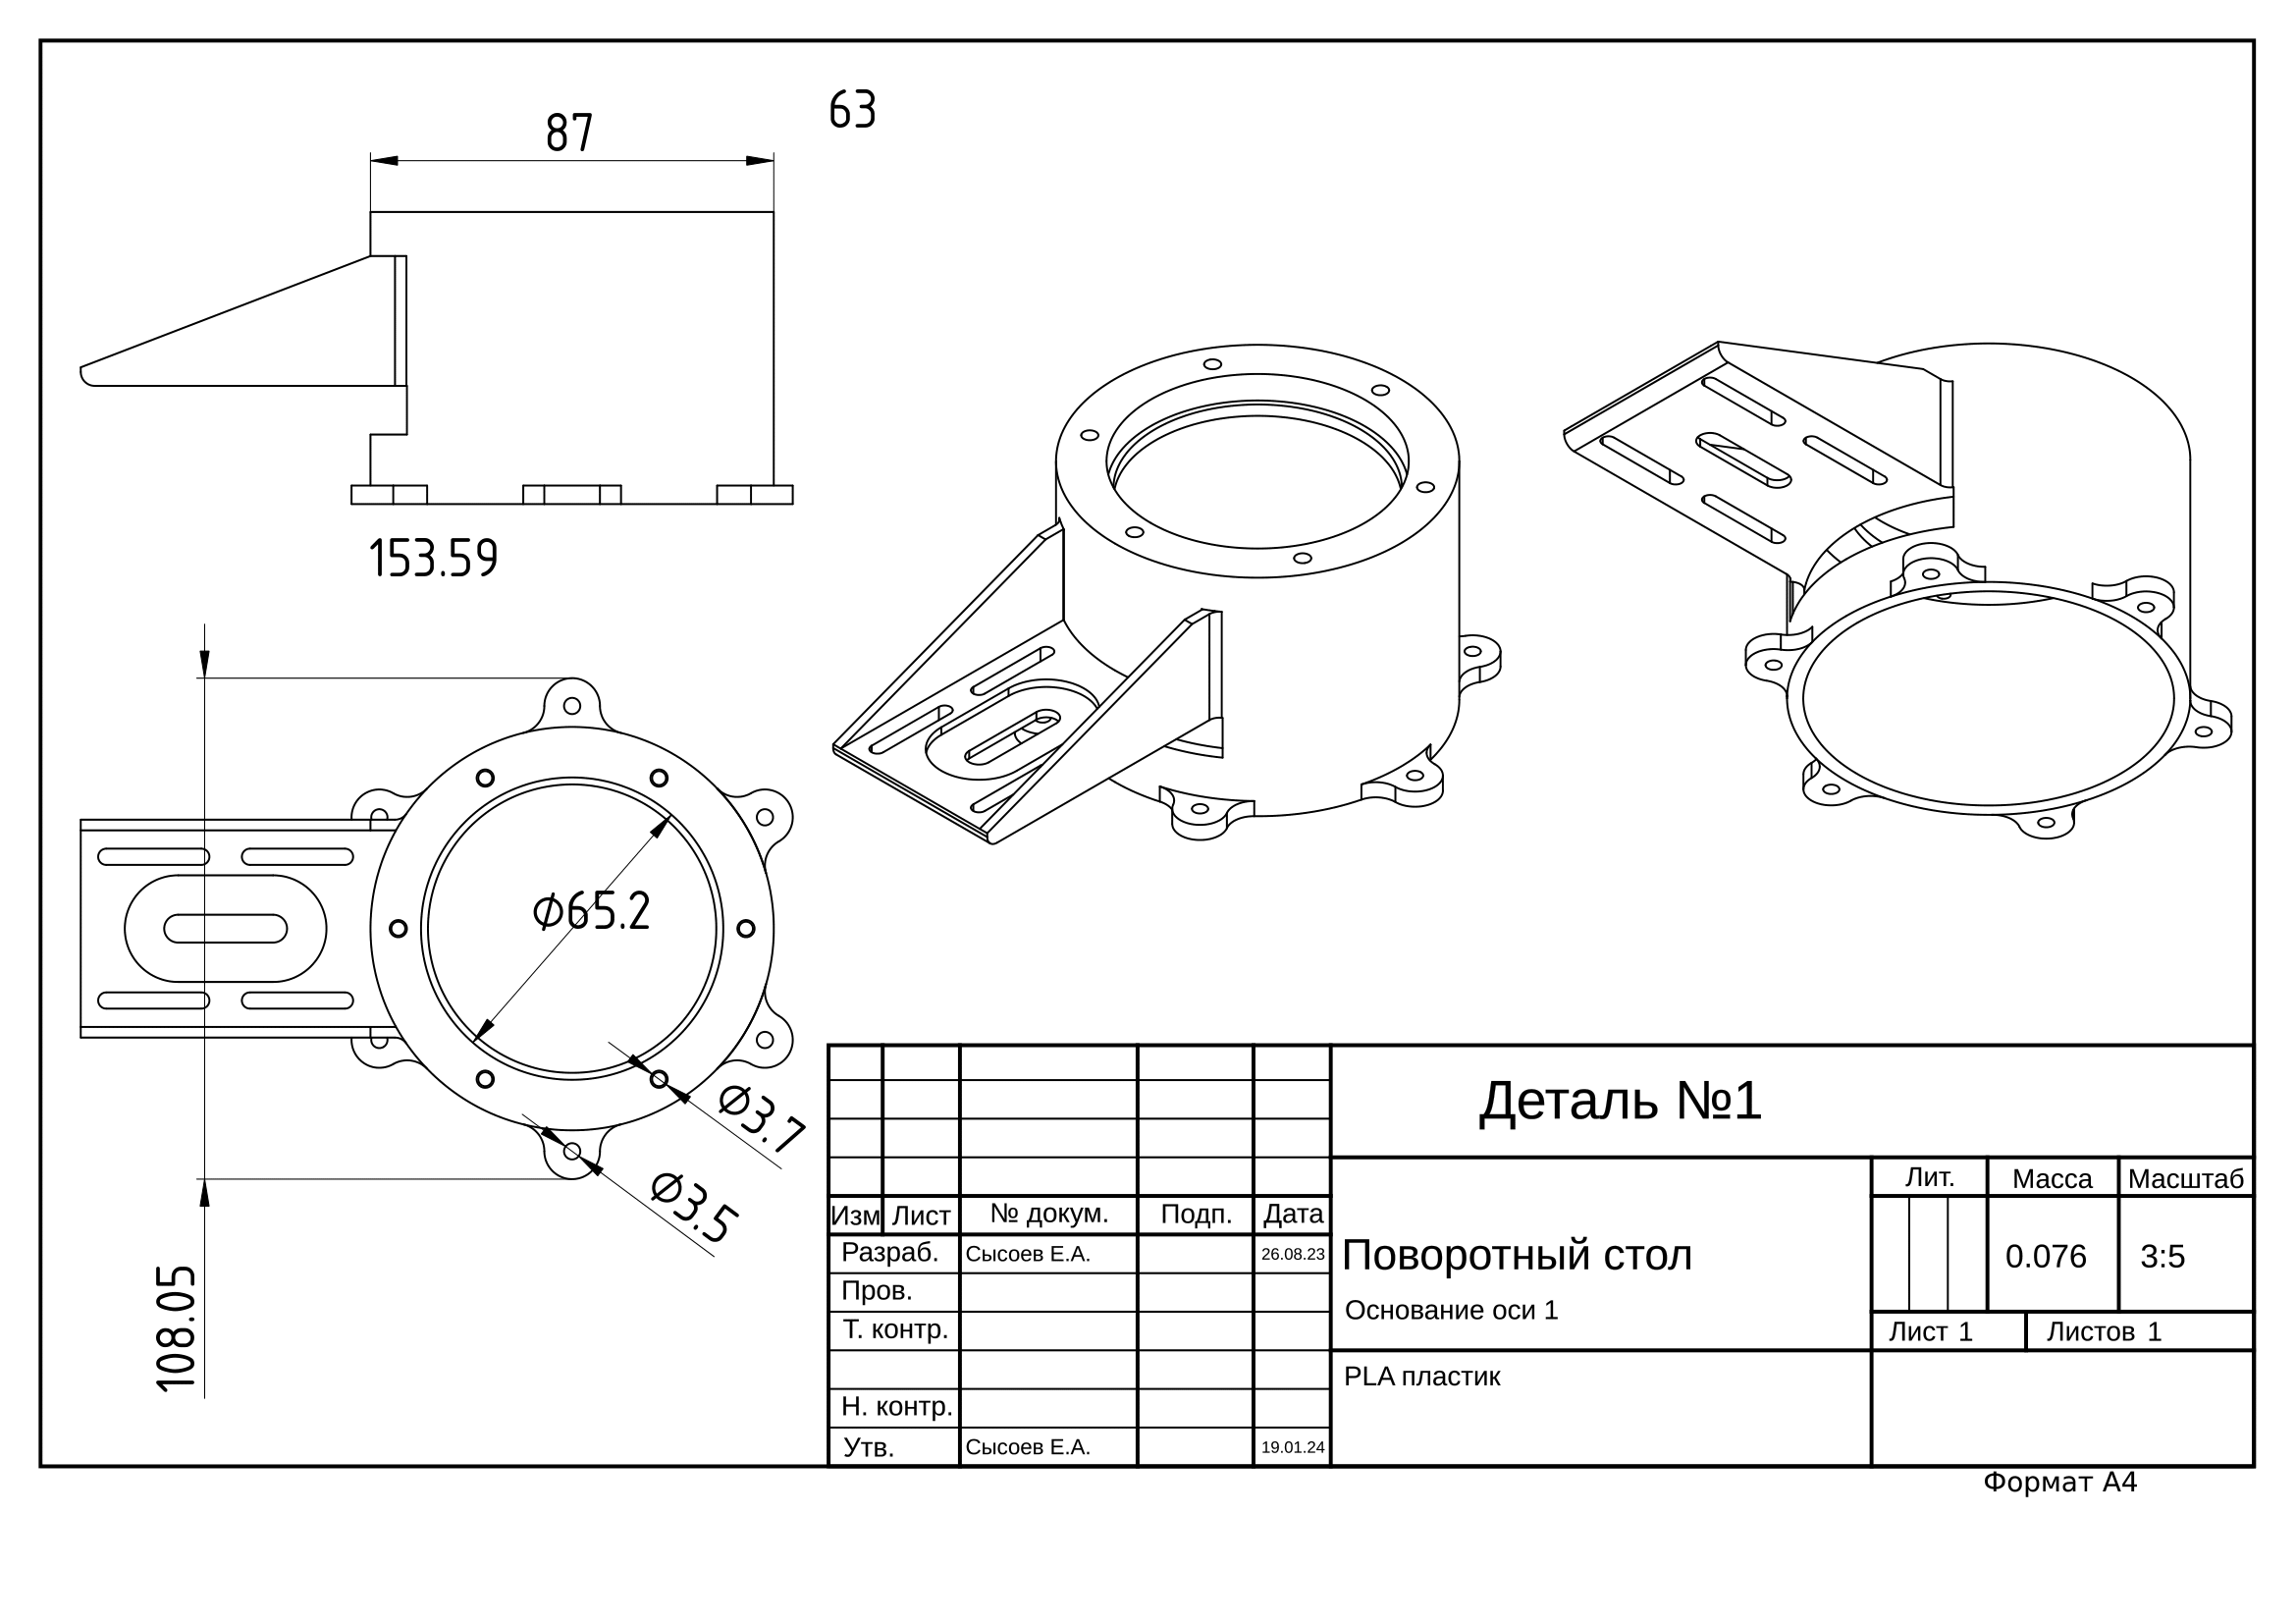 63
87
153.59
Ø65.2
Ø3.7
Ø3.5
108.05
Деталь №1
Лит. Масса Масштаб
Изм Лист № докум. Подп. Дата
Разраб. Сысоев Е.А. 26.08.23
Поворотный стол
0.076 3:5
Пров.
Основание оси 1
Т. контр.
Лист 1 Листов 1
PLA пластик
Н. контр.
Утв. Сысоев Е.А. 19.01.24
Формат А4